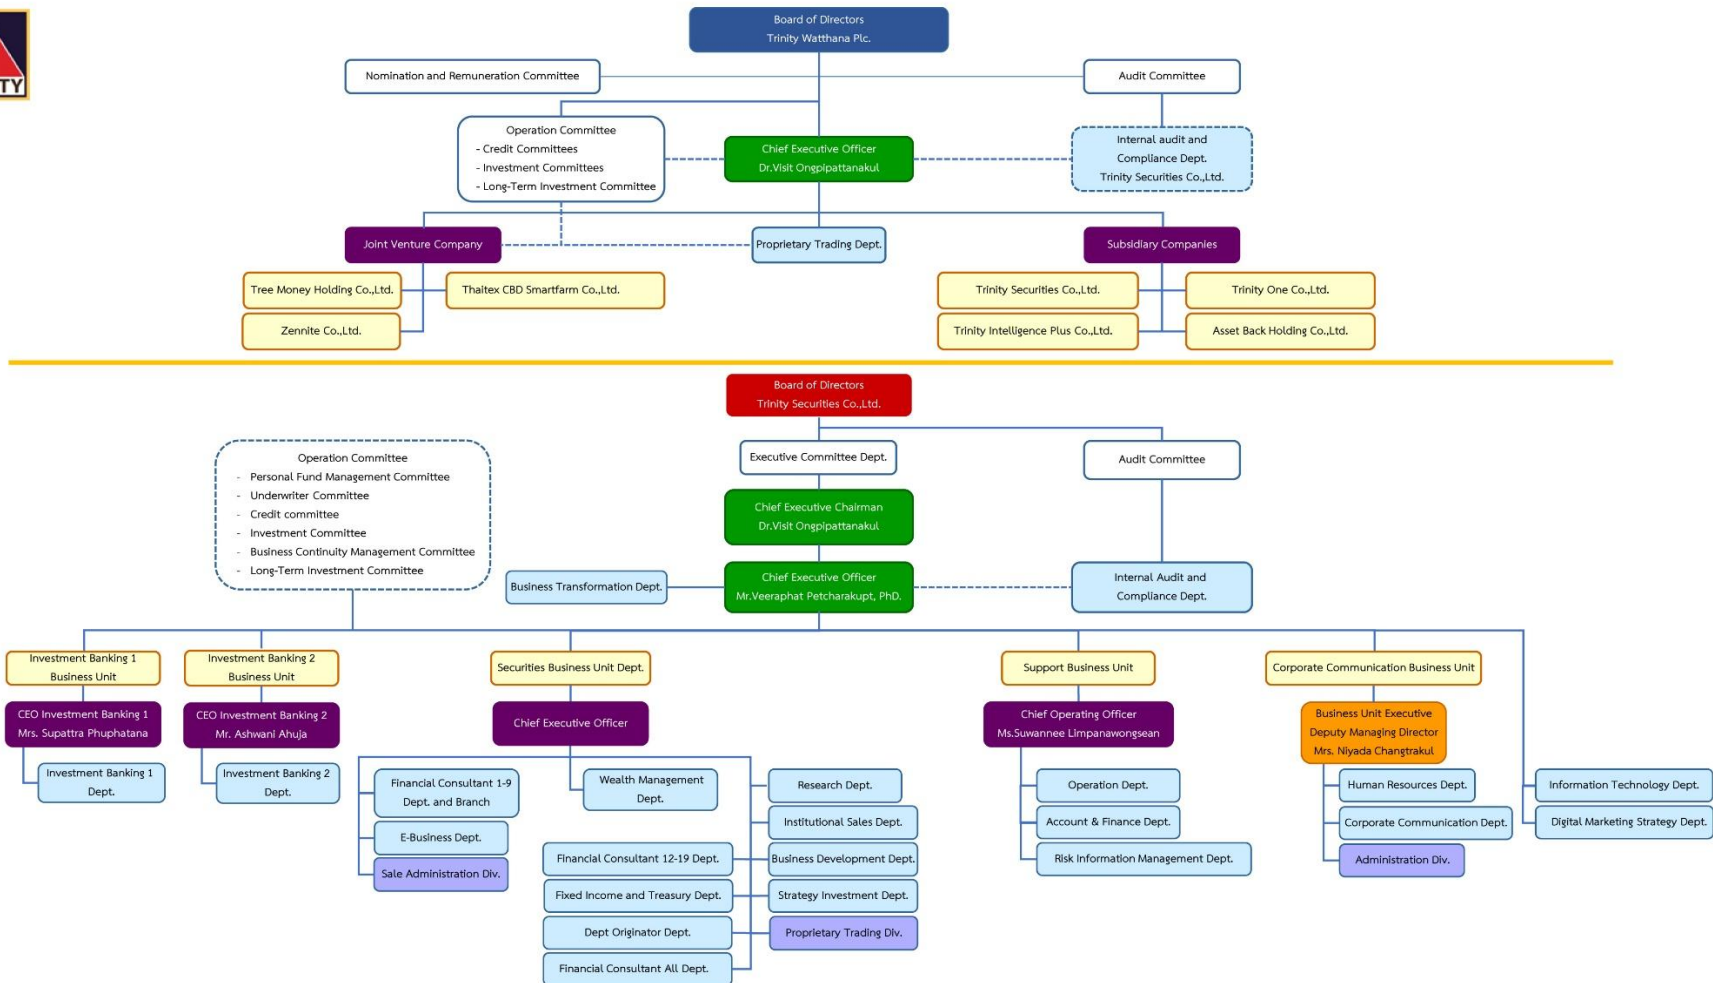 TY
Board of Directors
Trinity Watthana Plc.
Nomination and Remuneration Committee
Audit Committee
Operation Committee
- Credit Committees
- Investment Committees
- Long-Term Investment Committee
Chief Executive Officer
Dr.Visit Ongpipattanakul
Internal audit and
Compliance Dept.
Trinity Securities Co.,Ltd.
Joint Venture Company
Proprietary Trading Dept.
Subsidiary Companies
Tree Money Holding Co.,Ltd.
Thaitex CBD Smartfarm Co.,Ltd.
Trinity Securities Co.,Ltd.
Trinity One Co.,Ltd.
Zennite Co.,Ltd.
Trinity Intelligence Plus Co.,Ltd.
Asset Back Holding Co.,Ltd.
Board of Directors
Trinity Securities Co.,Ltd.
Executive Committee Dept.
Audit Committee
Operation Committee
- Personal Fund Management Committee
- Underwriter Committee
- Credit committee
- Investment Committee
- Business Continuity Management Committee
- Long-Term Investment Committee
Chief Executive Chairman
Dr.Visit Ongpipattanakul
Business Transformation Dept.
Chief Executive Officer
Mr.Veeraphat Petcharakupt, PhD.
Internal Audit and
Compliance Dept.
Investment Banking 1
Business Unit
Investment Banking 2
Business Unit
Securities Business Unit Dept.
Support Business Unit
Corporate Communication Business Unit
CEO Investment Banking 1
Mrs. Supattra Phuphatana
CEO Investment Banking 2
Mr. Ashwani Ahuja
Chief Executive Officer
Chief Operating Officer
Ms.Suwannee Limpanawongsean
Business Unit Executive
Deputy Managing Director
Mrs. Niyada Changtrakul
Investment Banking 1
Dept.
Investment Banking 2
Dept.
Financial Consultant 1-9
Dept. and Branch
E-Business Dept.
Sale Administration Div.
Wealth Management
Dept.
Research Dept.
Institutional Sales Dept.
Financial Consultant 12-19 Dept.
Business Development Dept.
Fixed Income and Treasury Dept.
Strategy Investment Dept.
Dept Originator Dept.
Proprietary Trading Div.
Financial Consultant All Dept.
Operation Dept.
Account & Finance Dept.
Risk Information Management Dept.
Human Resources Dept.
Corporate Communication Dept.
Administration Div.
Information Technology Dept.
Digital Marketing Strategy Dept.